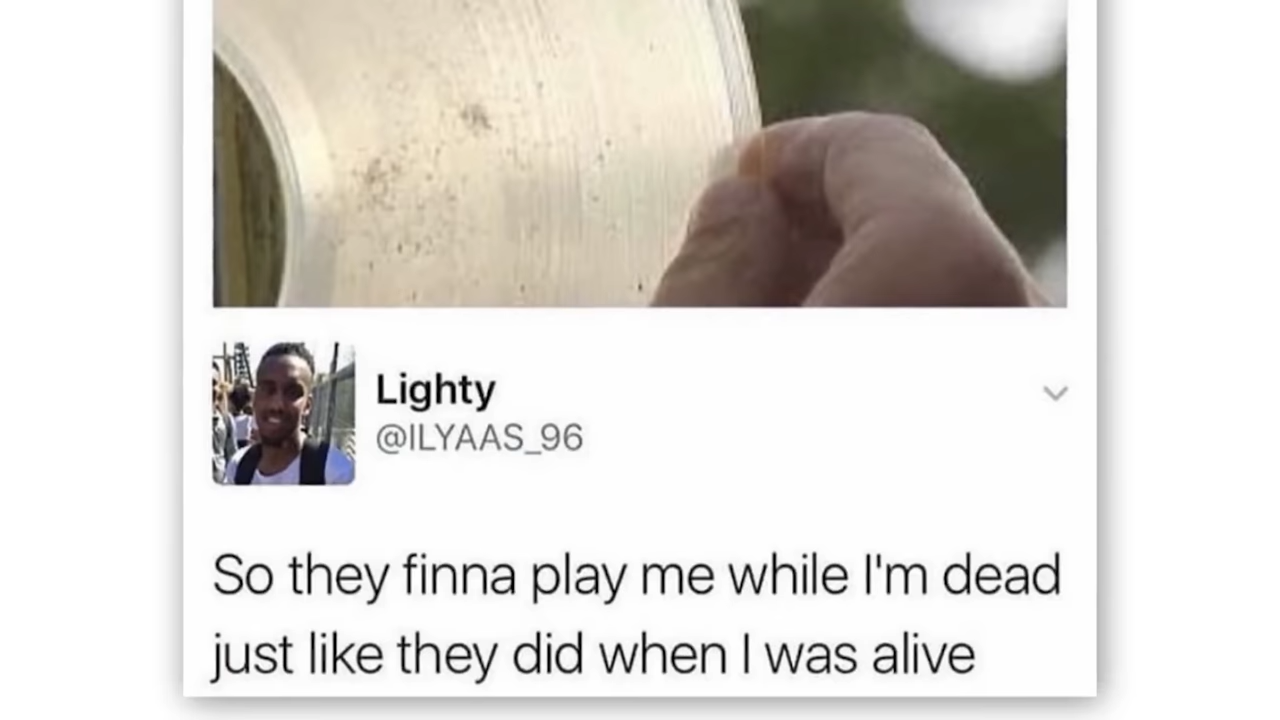 Lighty
@ILYAAS_96
So they finna play me while I'm dead
just like they did when I was alive